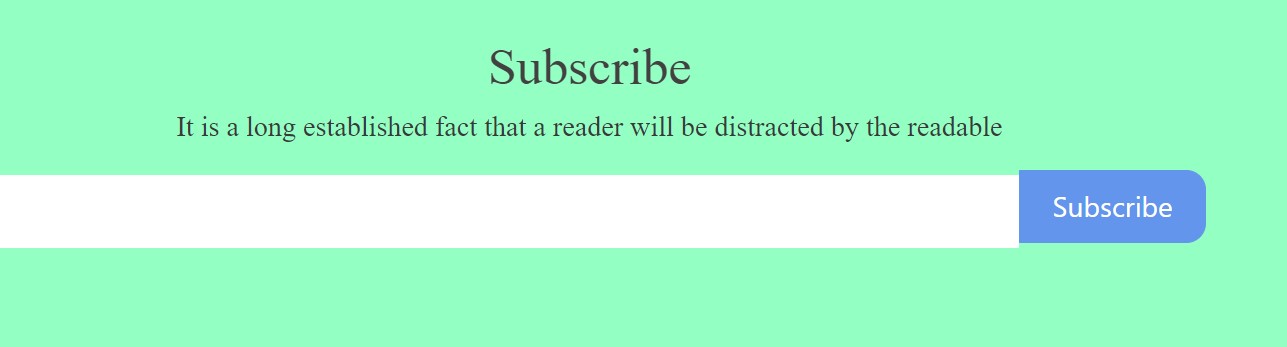 Subscribe
It is a long established fact that a reader will be distracted by the readable
Subscribe